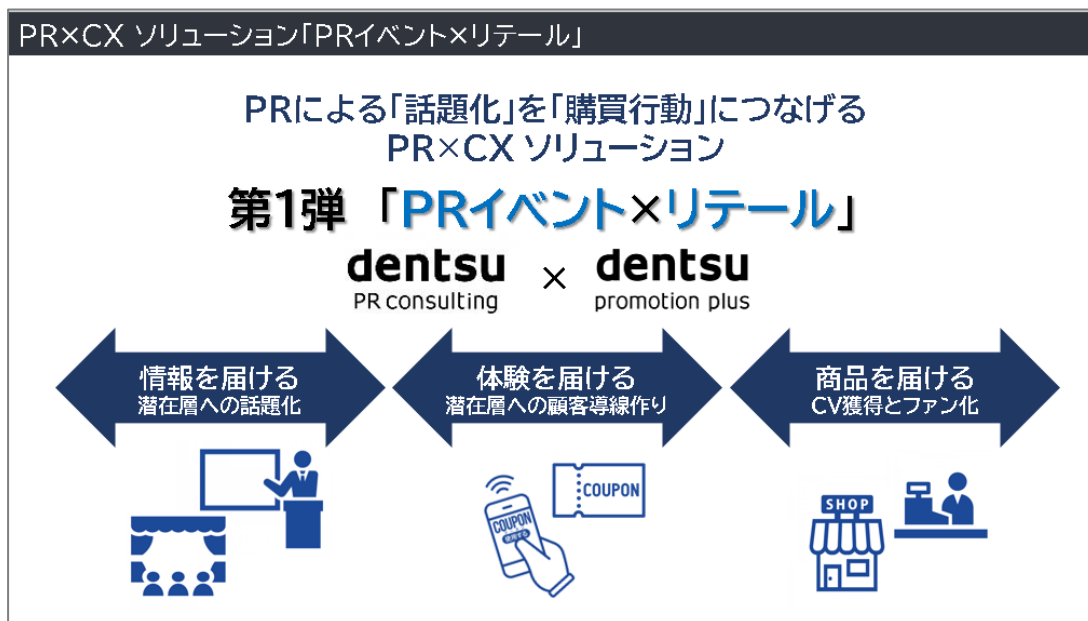 PR×CX ソリューション「PRイベント×リテール」
PRによる「話題化」を「購買行動」につなげる
PR×CX ソリューション
第1弾 「PRイベント×リテール」
dentsu
PR consulting
×
dentsu
promotion plus
情報を届ける
潜在層への話題化
体験を届ける
潜在層への顧客導線作り
商品を届ける
CV獲得とファン化
COUPON
COUPON
使用する
SHOP